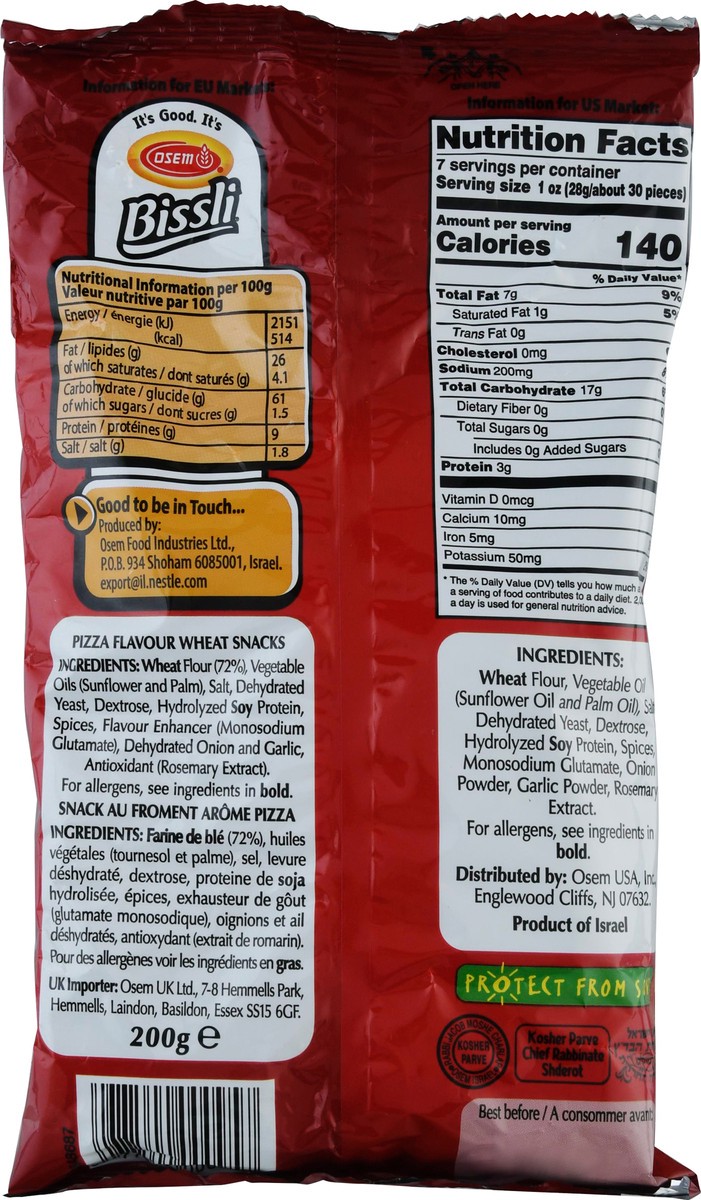 Information for EU Market:
It's Good. It's
OSEM
Bissli
Nutritional Information per 100g
Valeur nutritive par 100g
Energy / énergie (kJ) 2151
(kcal) 514
Fat / lipides (g) 26
of which saturates / dont saturés (g) 4.1
Carbohydrate / glucide (g) 61
of which sugars / dont sucres (g) 1.5
Protein / protéines (g) 9
Salt / salt (g) 1.8
Good to be in Touch...
Produced by:
Osem Food Industries Ltd.,
P.O.B. 934 Shoham 6085001, Israel.
export@il.nestle.com
PIZZA FLAVOUR WHEAT SNACKS
INGREDIENTS: Wheat Flour (72%), Vegetable
Oils (Sunflower and Palm), Salt, Dehydrated
Yeast, Dextrose, Hydrolyzed Soy Protein,
Spices, Flavour Enhancer (Monosodium
Glutamate), Dehydrated Onion and Garlic,
Antioxidant (Rosemary Extract).
For allergens, see ingredients in bold.
SNACK AU FROMENT ARÔME PIZZA
INGREDIENTS: Farine de blé (72%), huiles
végétales (tournesol et palme), sel, levure
déshydraté, dextrose, proteine de soja
hydrolisée, épices, exhausteur de gôut
(glutamate monosodique), oignions et ail
déshydratés, antioxydant (extrait de romarin).
Pour des allergènes voir les ingrédients en gras.
UK Importer: Osem UK Ltd., 7-8 Hemmells Park,
Hemmells, Laindon, Basildon, Essex SS15 6GF.
200g e
OPEN HERE
Information for US Market:
Nutrition Facts
7 servings per container
Serving size 1 oz (28g/about 30 pieces)
Amount per serving
Calories 140
% Daily Value*
Total Fat 7g 9%
Saturated Fat 1g 5%
Trans Fat 0g
Cholesterol 0mg
Sodium 200mg
Total Carbohydrate 17g
Dietary Fiber 0g
Total Sugars 0g
Includes 0g Added Sugars
Protein 3g
Vitamin D 0mcg
Calcium 10mg
Iron 5mg
Potassium 50mg
* The % Daily Value (DV) tells you how much
a serving of food contributes to a daily diet.
a day is used for general nutrition advice.
INGREDIENTS:
Wheat Flour, Vegetable Oil
(Sunflower Oil and Palm Oil), Salt
Dehydrated Yeast, Dextrose,
Hydrolyzed Soy Protein, Spices,
Monosodium Glutamate, Onion
Powder, Garlic Powder, Rosemary
Extract.
For allergens, see ingredients in
bold.
Distributed by: Osem USA, Inc,
Englewood Cliffs, NJ 07632.
Product of Israel
PROTECT FROM
KOSHER
PARVE
Kosher Parve
Chief Rabbinate
Shderot
Best before / A consommer avant